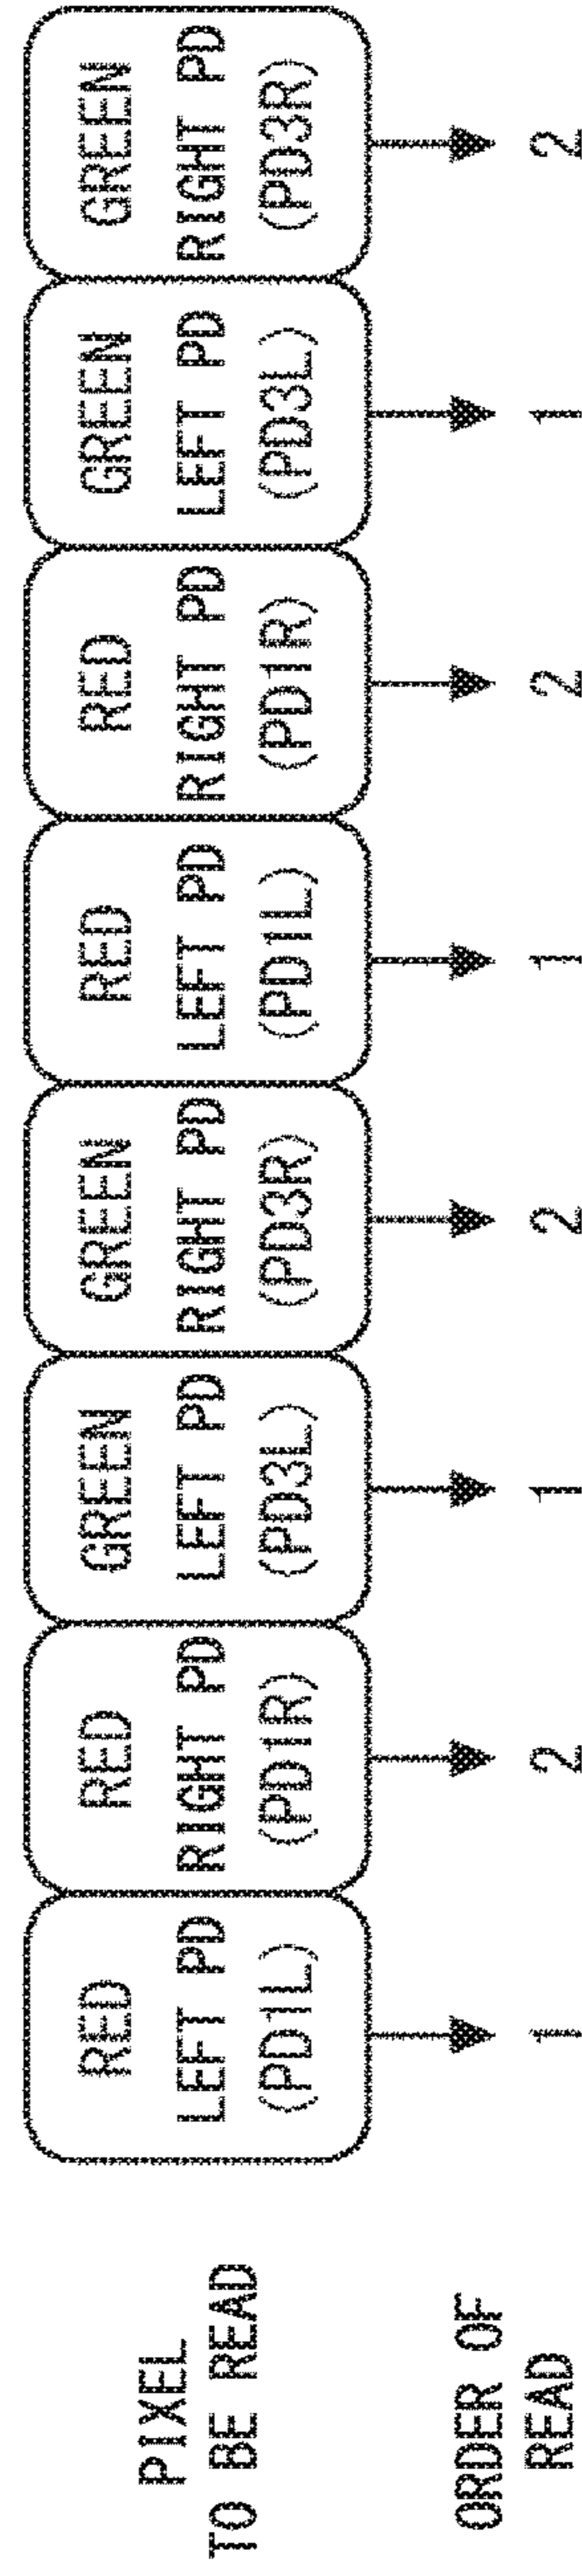 PIXEL
TO BE READ
RED
LEFT PD
(PD1L)
RED
RIGHT PD
(PD1R)
GREEN
LEFT PD
(PD3L)
GREEN
RIGHT PD
(PD3R)
RED
LEFT PD
(PD1L)
RED
RIGHT PD
(PD1R)
GREEN
LEFT PD
(PD3L)
GREEN
RIGHT PD
(PD3R)
ORDER OF
READ
1
2
1
2
1
2
1
2